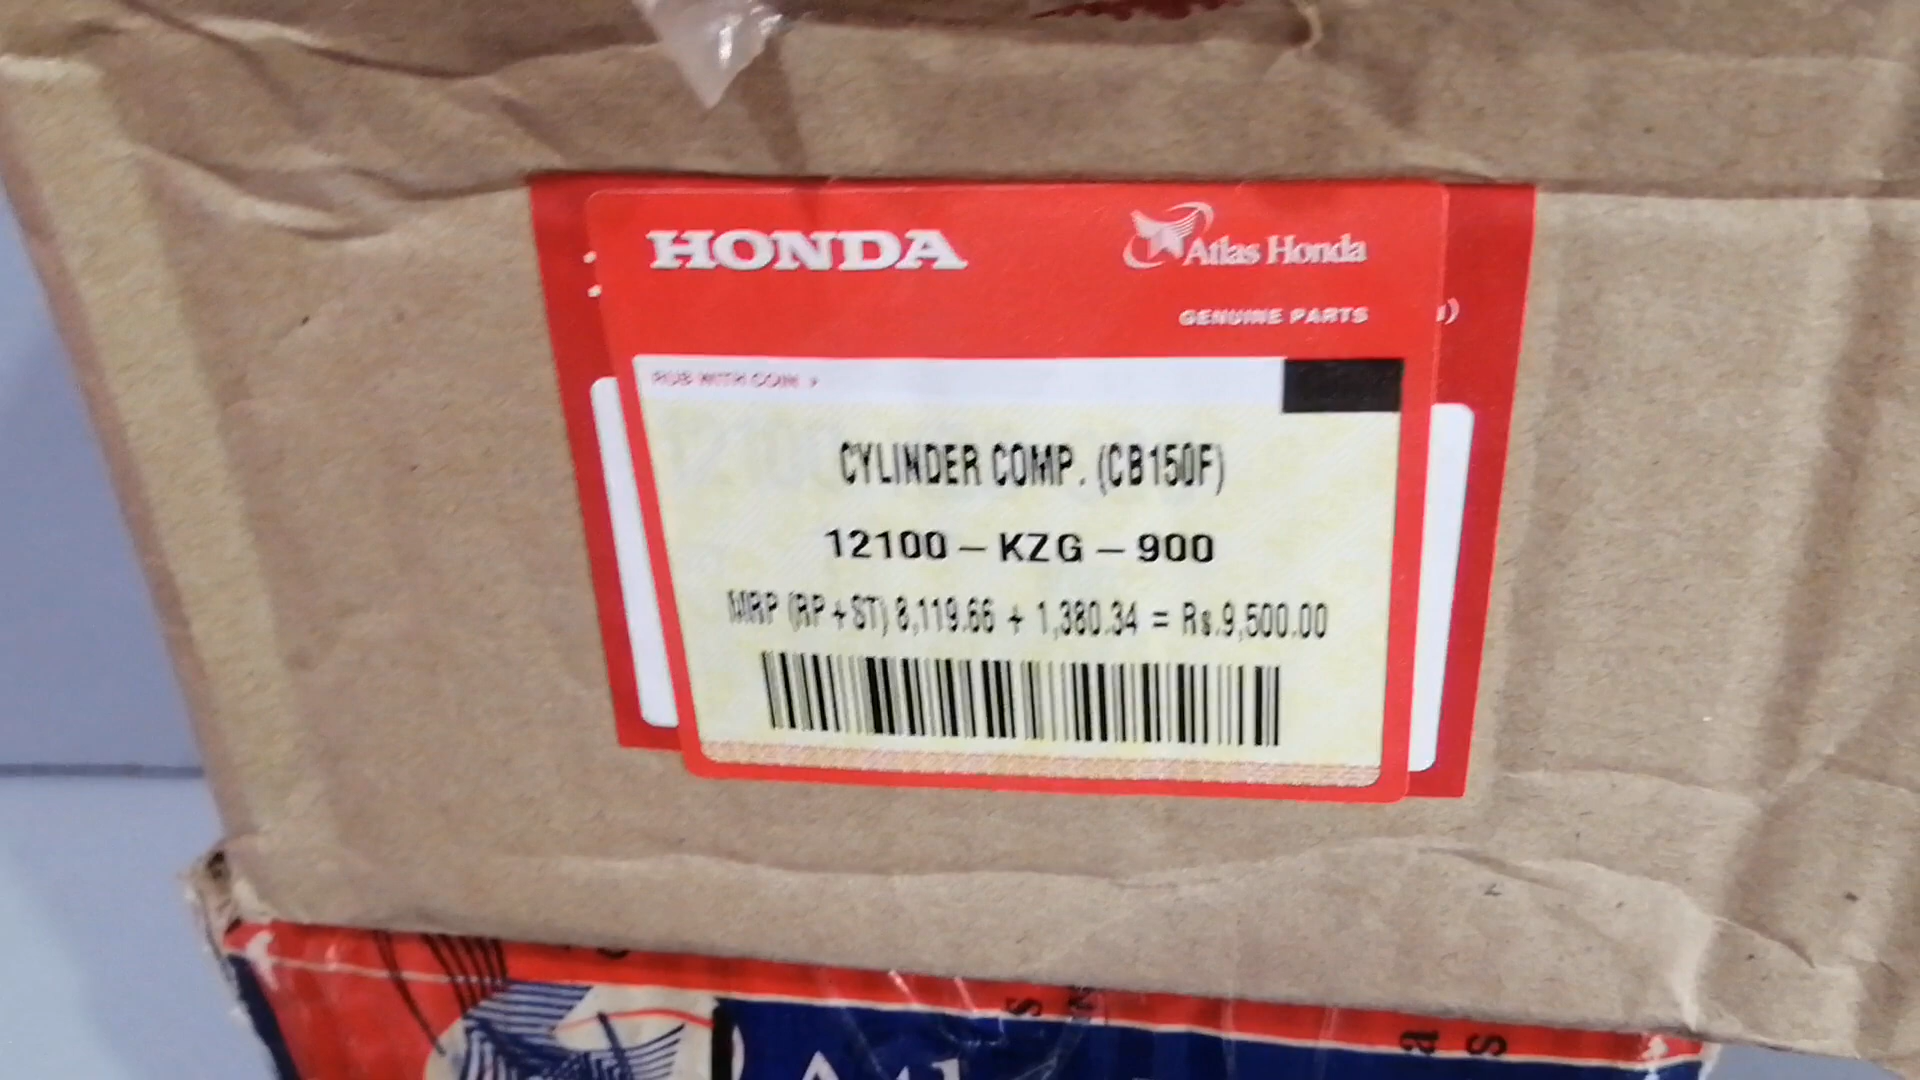 HONDA
Atlas Honda
GENUINE PARTS
RUB WITH COIN
CYLINDER COMP. (CB150F)
12100 – KZG – 900
MRP (RP + ST) 8,119.66 + 1,380.34 = Rs.9,500.00